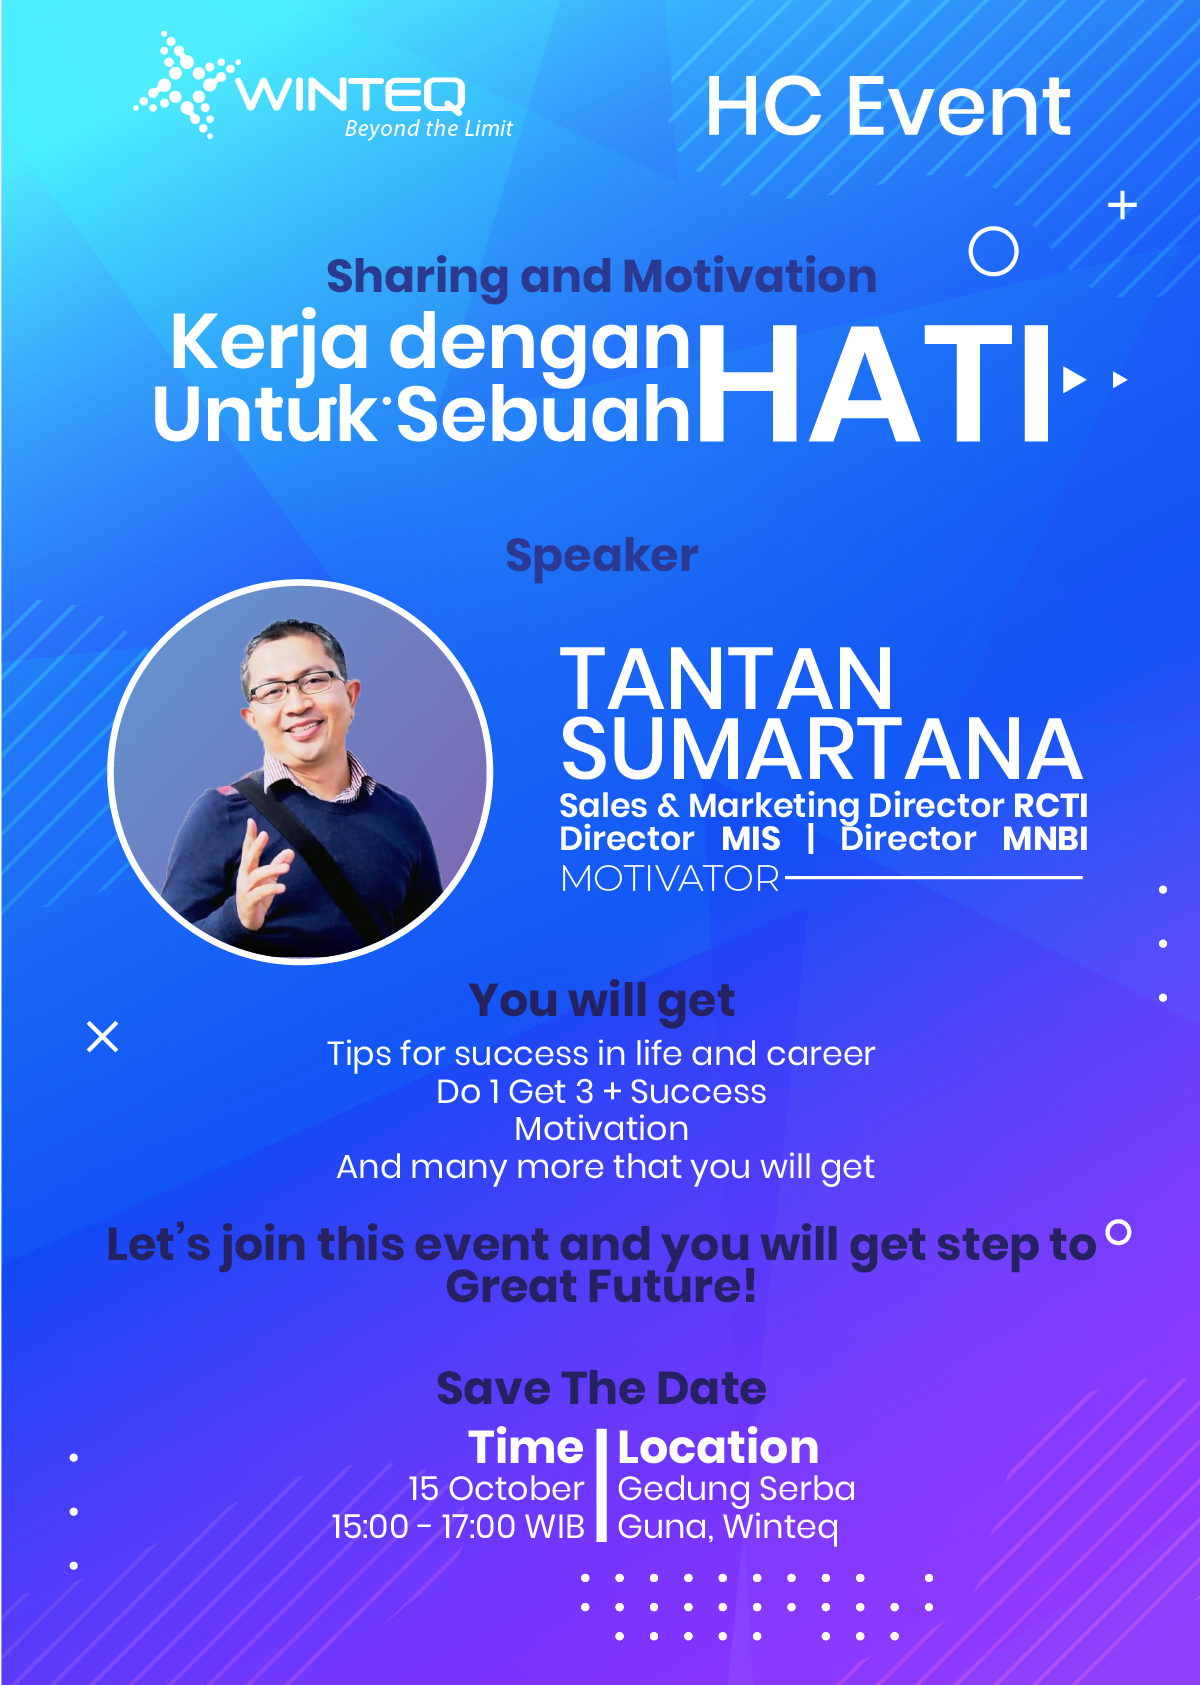 WINTEQ
Beyond the Limit
HC Event
Sharing and Motivation
Kerja dengan
Untuk Sebuah
HATI
Speaker
TANTAN
SUMARTANA
Sales & Marketing Director RCTI
Director MIS | Director MNBI
MOTIVATOR
You will get
Tips for success in life and career
Do 1 Get 3 + Success
Motivation
And many more that you will get
Let's join this event and you will get step to
Great Future!
Save The Date
Time
15 October
15:00 - 17:00 WIB
Location
Gedung Serba
Guna, Winteq